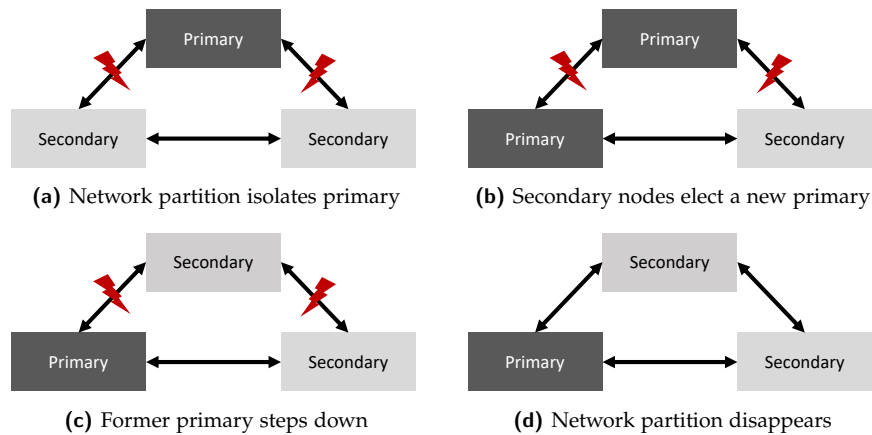 Primary
Secondary
Secondary
(a) Network partition isolates primary
Primary
Primary
Secondary
(b) Secondary nodes elect a new primary
Secondary
Primary
Secondary
(c) Former primary steps down
Secondary
Primary
Secondary
(d) Network partition disappears